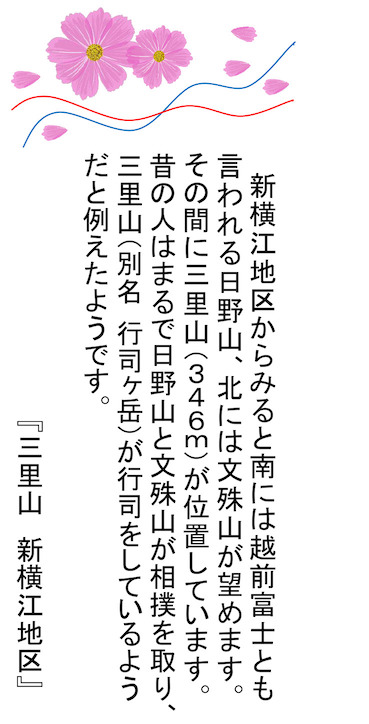 新横江地区からみると南には越前富士とも
言われる日野山、北には文殊山が望めます。
その間に三里山（３４６ｍ）が位置しています。
昔の人はまるで日野山と文殊山が相撲を取り、
三里山（別名 行司ヶ岳）が行司をしているよう
だと例えたようです。
『三里山 新横江地区』